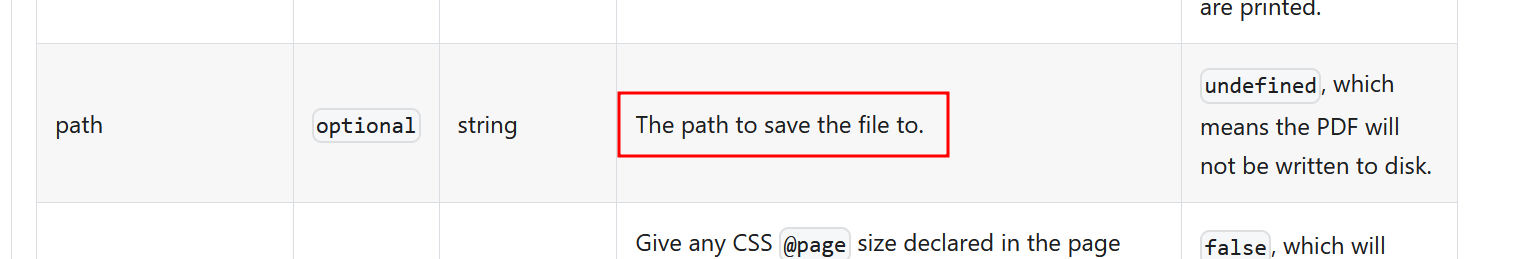 are printed.
path
optional
string
The path to save the file to.
undefined, which
means the PDF will
not be written to disk.
Give any CSS @page size declared in the page
false, which will